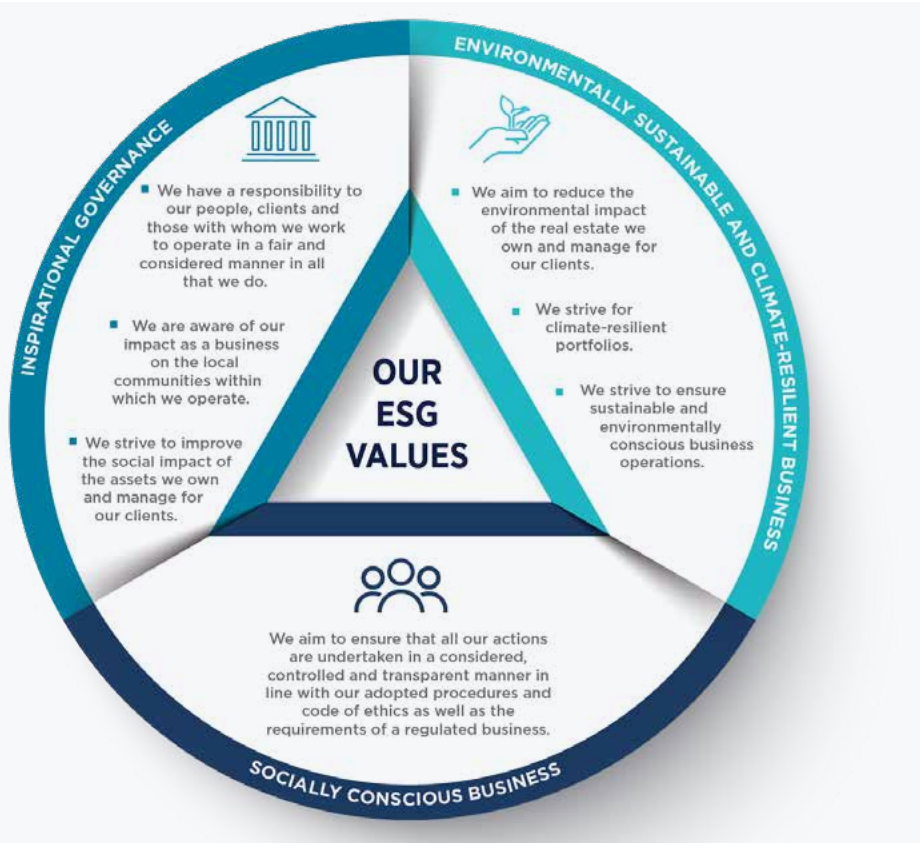 INSPIRATIONAL GOVERNANCE
▪ We have a responsibility to
our people, clients and
those with whom we work
to operate in a fair and
considered manner in all
that we do.
▪ We are aware of our
impact as a business
on the local
communities within
which we operate.
▪ We strive to improve
the social impact of
the assets we own
and manage for
our clients.
ENVIRONMENTALLY SUSTAINABLE AND CLIMATE-RESILIENT BUSINESS
▪ We aim to reduce the
environmental impact
of the real estate we
own and manage for
our clients.
▪ We strive for
climate-resilient
portfolios.
▪ We strive to ensure
sustainable and
environmentally
conscious business
operations.
OUR
ESG
VALUES
We aim to ensure that all our actions
are undertaken in a considered,
controlled and transparent manner in
line with our adopted procedures and
code of ethics as well as the
requirements of a regulated business.
SOCIALLY CONSCIOUS BUSINESS